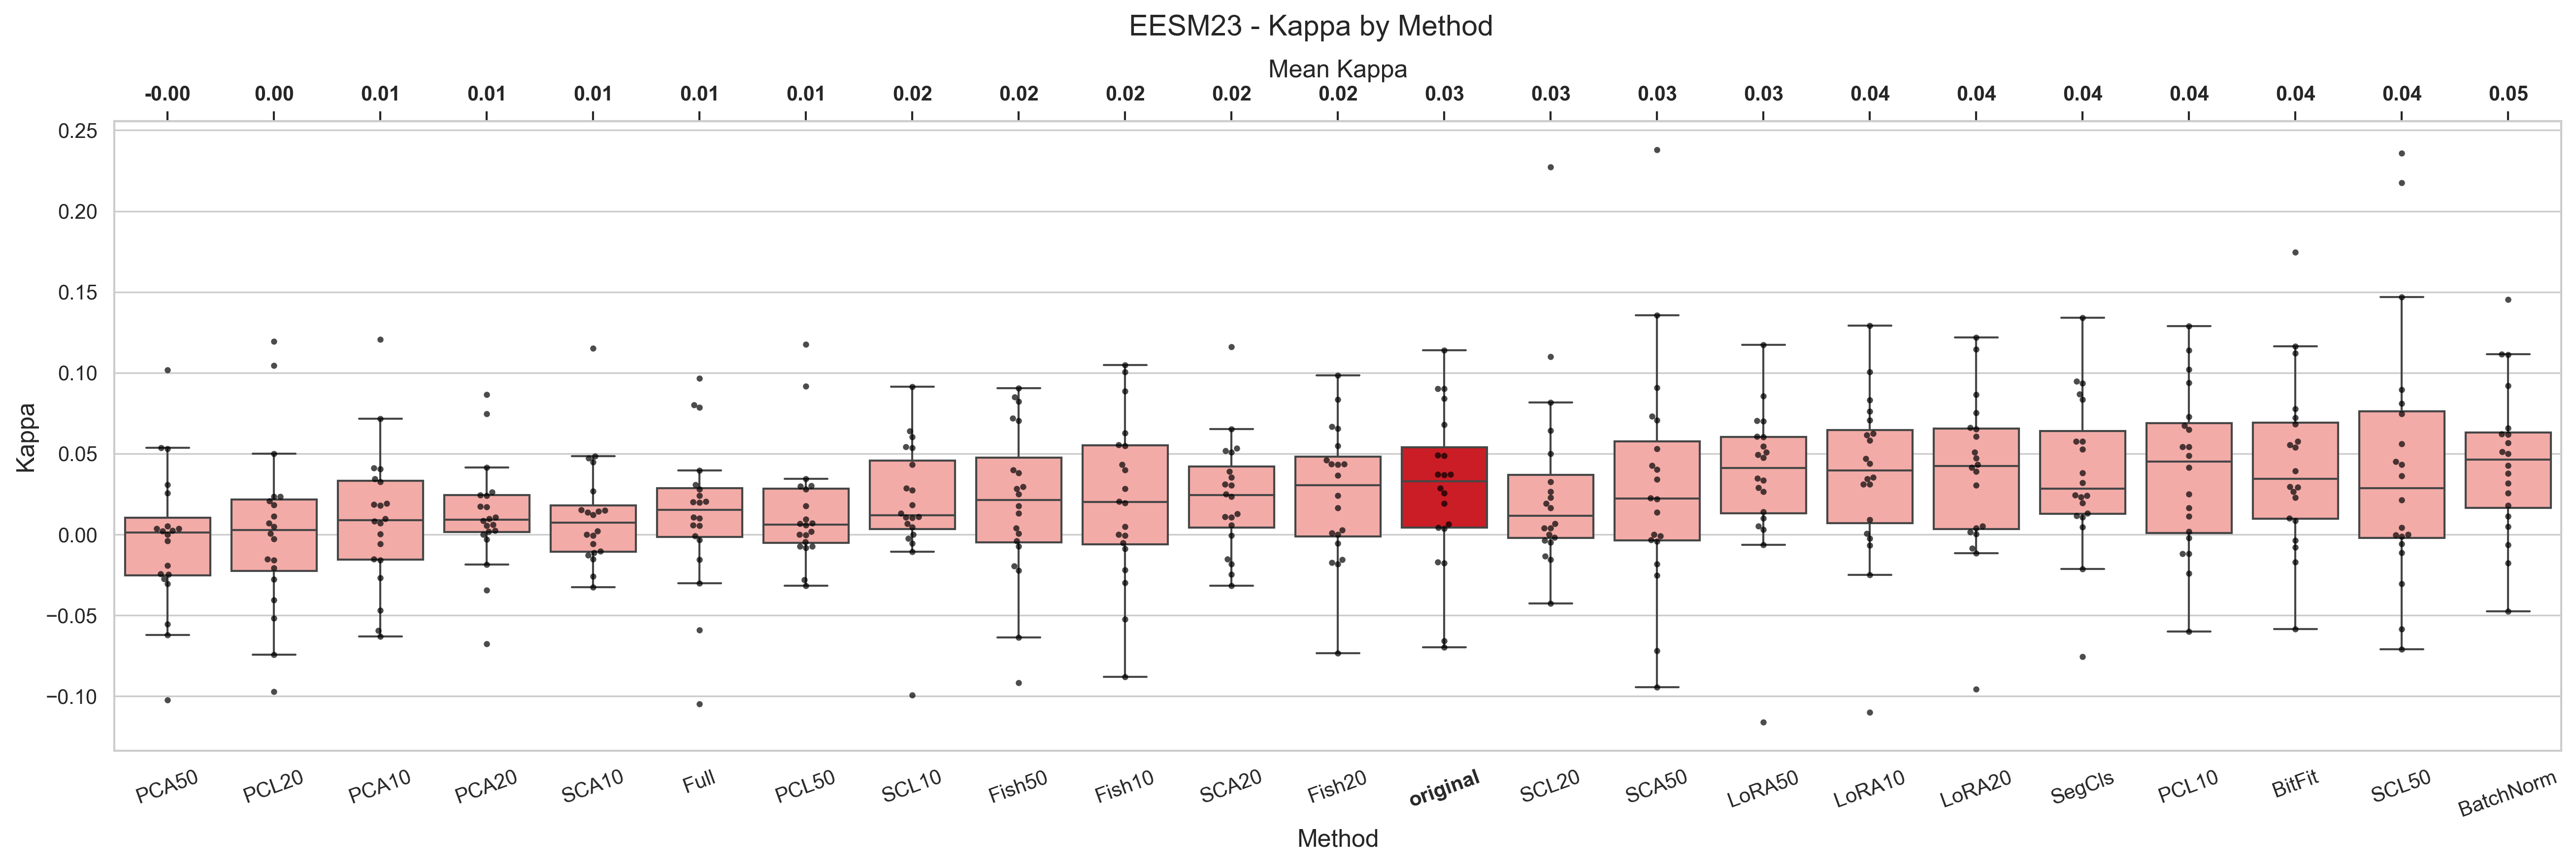 EESM23 - Kappa by Method
Mean Kappa
-0.00 0.00 0.01 0.01 0.01 0.01 0.01 0.02 0.02 0.02 0.02 0.02 0.03 0.03 0.03 0.03 0.04 0.04 0.04 0.04 0.04 0.04 0.05
0.25
0.20
0.15
0.10
0.05
0.00
−0.05
−0.10
Kappa
PCA50 PCL20 PCA10 PCA20 SCA10 Full PCL50 SCL10 Fish50 Fish10 SCA20 Fish20 original SCL20 SCA50 LoRA50 LoRA10 LoRA20 SegCls PCL10 BitFit SCL50 BatchNorm
Method